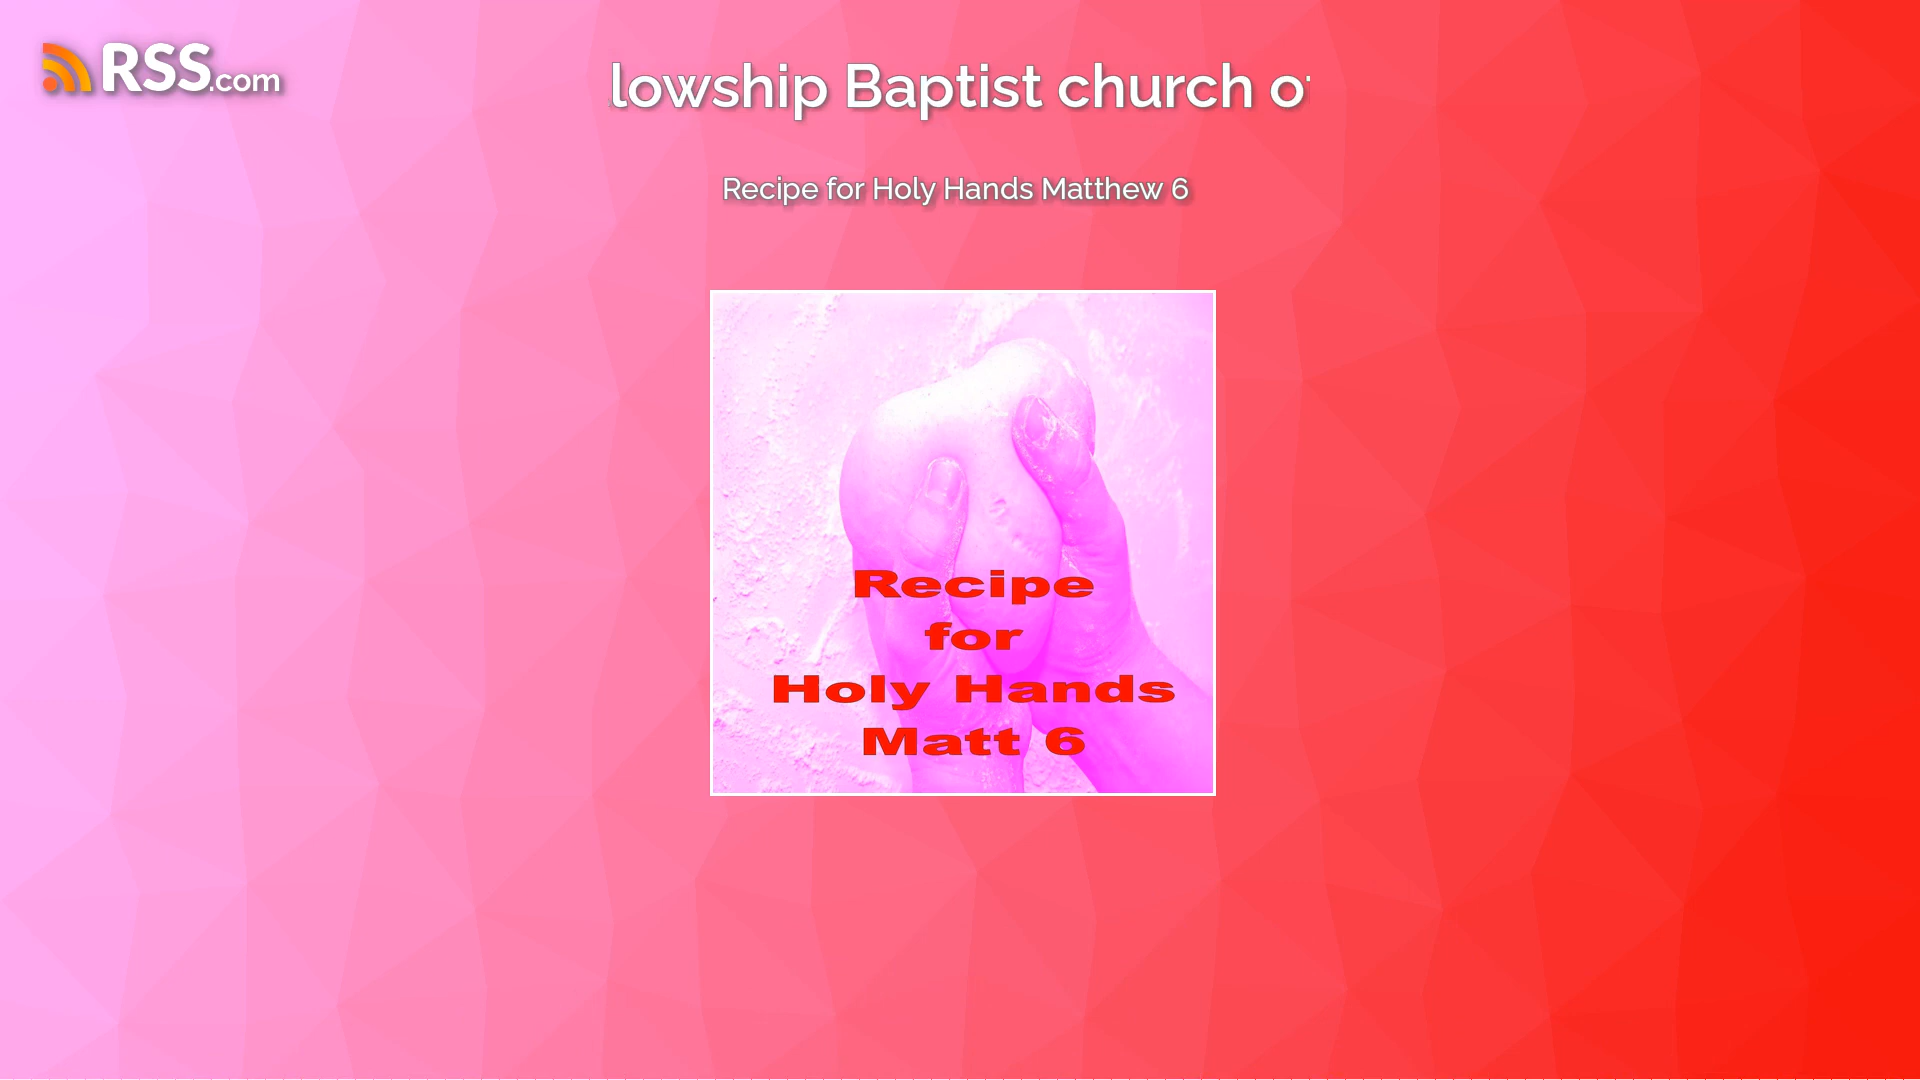 RSS.com
lowship Baptist church o
Recipe for Holy Hands Matthew 6
Recipe
for
Holy Hands
Matt 6